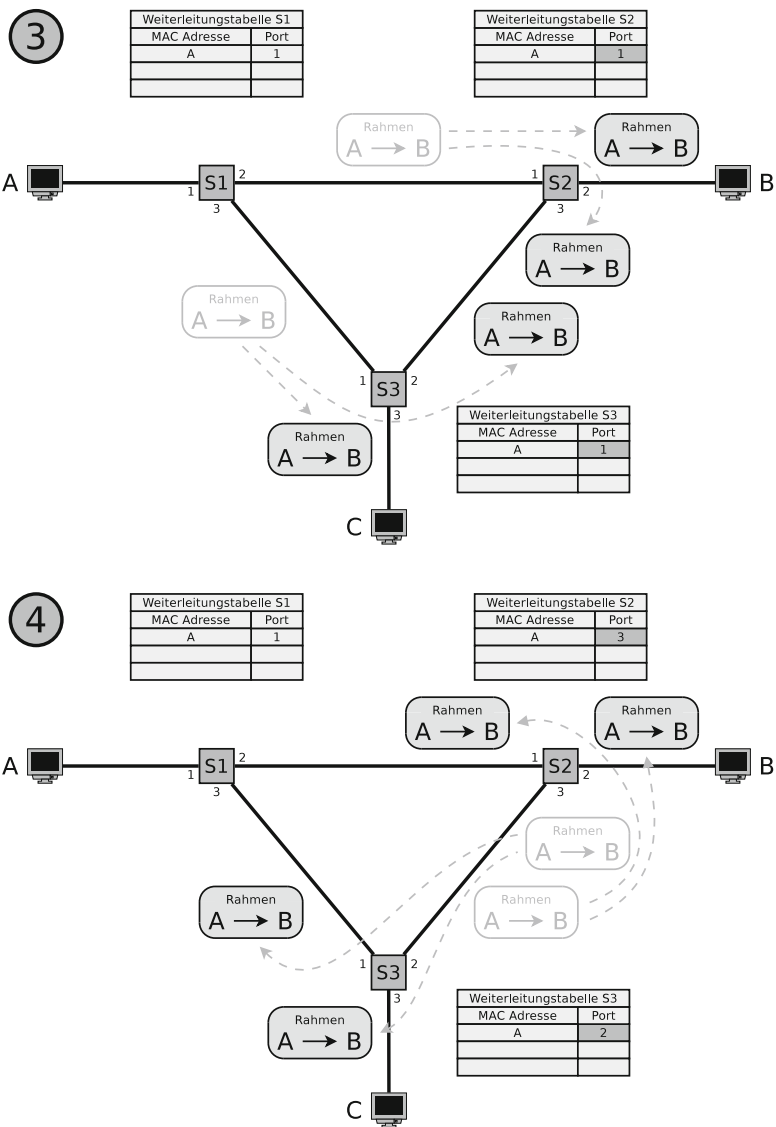 3
Weiterleitungstabelle S1
MAC Adresse Port
A 1
Weiterleitungstabelle S2
MAC Adresse Port
A 1
Rahmen
A B
Rahmen
A B
A
1
S1
2
3
1
S2
2
3
B
Rahmen
A B
Rahmen
A B
Rahmen
A B
1
S3
2
3
Rahmen
A B
Weiterleitungstabelle S3
MAC Adresse Port
A 1
C
4
Weiterleitungstabelle S1
MAC Adresse Port
A 1
Weiterleitungstabelle S2
MAC Adresse Port
A 3
Rahmen
A B
Rahmen
A B
A
1
S1
2
3
1
S2
2
3
B
Rahmen
A B
Rahmen
A B
Rahmen
A B
1
S3
2
3
Rahmen
A B
Weiterleitungstabelle S3
MAC Adresse Port
A 2
C